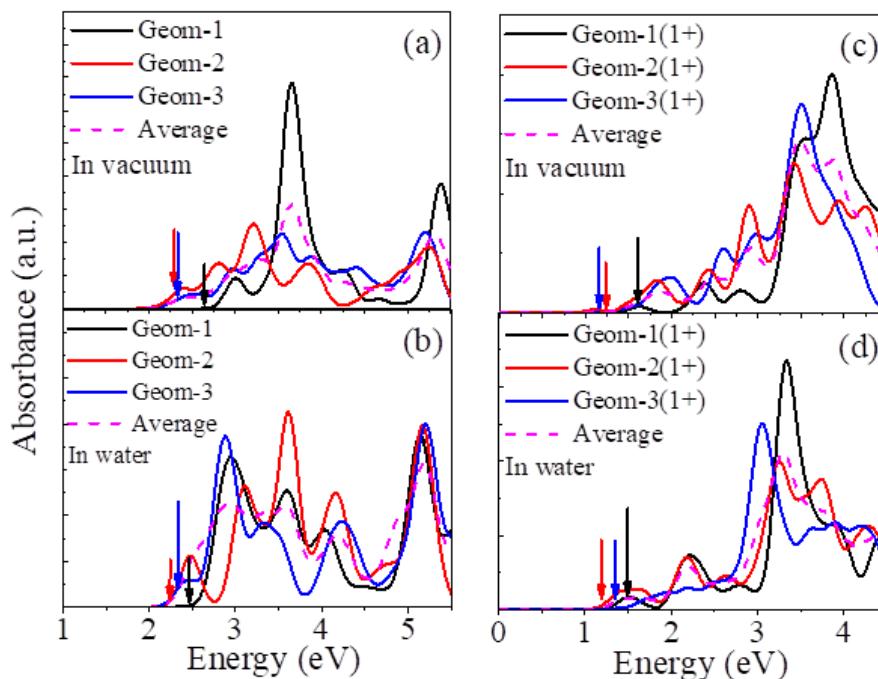 Absorbance (a.u.)
(a)
Geom-1
Geom-2
Geom-3
Average
In vacuum
(b)
Geom-1
Geom-2
Geom-3
Average
In water
1 2 3 4 5
Energy (eV)
(c)
Geom-1(1+)
Geom-2(1+)
Geom-3(1+)
Average
In vacuum
(d)
Geom-1(1+)
Geom-2(1+)
Geom-3(1+)
Average
In water
0 1 2 3 4
Energy (eV)